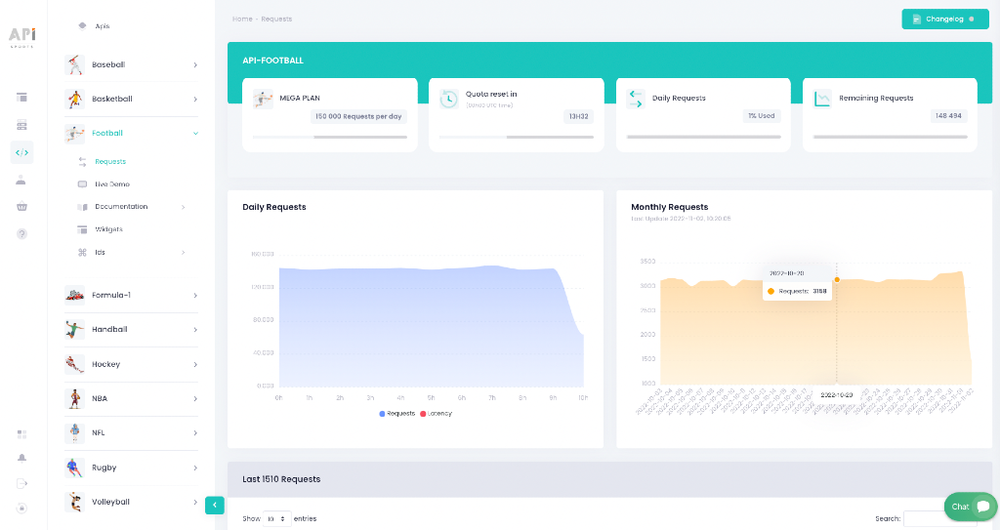 API
SPORTS
Apis
Baseball
Basketball
Football
Requests
Live Demo
Documentation
Widgets
Ids
Formula-1
Handball
Hockey
NBA
NFL
Rugby
Volleyball
Home - Requests
Changelog
API-FOOTBALL
MEGA PLAN
150 000 Requests per day
Quota reset in
(00h00 UTC Time)
13H32
Daily Requests
1% Used
Remaining Requests
148 494
Daily Requests
160.000
120.000
80.000
40.000
0.000
0h 1h 2h 3h 4h 5h 6h 7h 8h 9h 10h
Requests Latency
Monthly Requests
Last Update 2022-11-02, 10:20:05
3500
3000
2500
2000
1500
1000
2022-10-20
Requests: 3158
2022-10-20
Last 1510 Requests
Show 10 entries
Search:
Chat